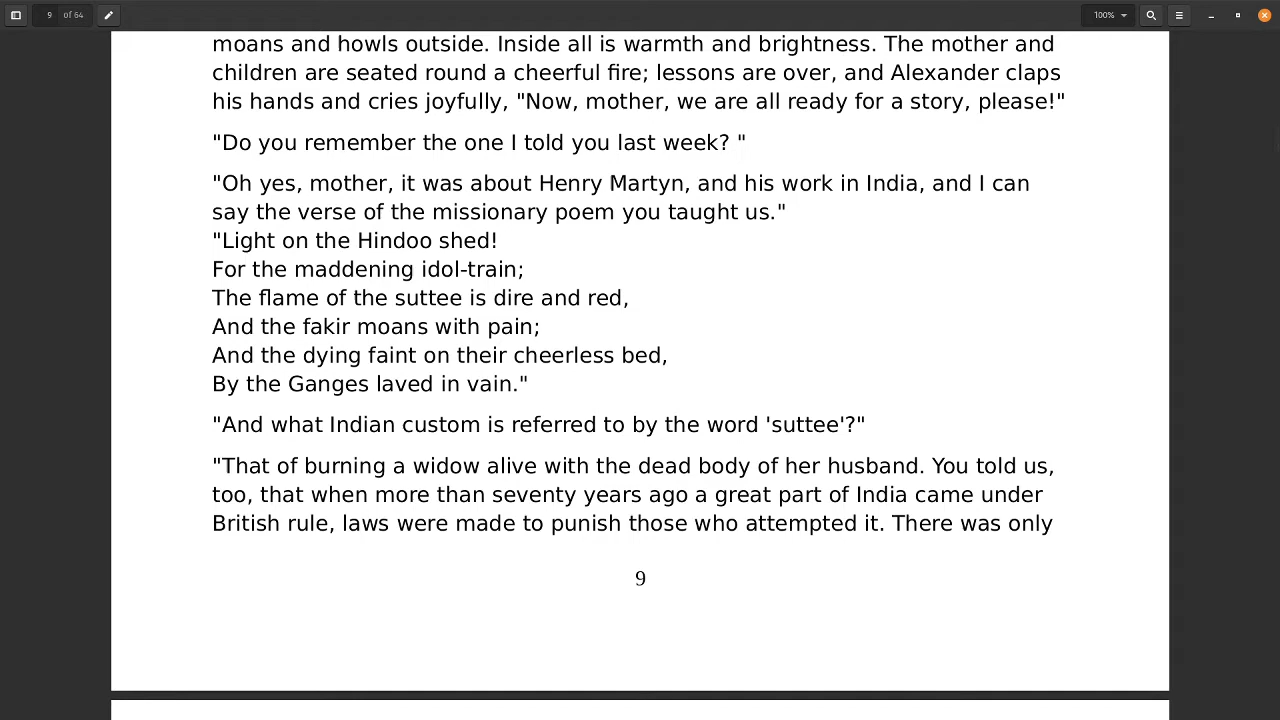 9 of 64
100%
moans and howls outside. Inside all is warmth and brightness. The mother and
children are seated round a cheerful fire; lessons are over, and Alexander claps
his hands and cries joyfully, "Now, mother, we are all ready for a story, please!"
"Do you remember the one I told you last week? "
"Oh yes, mother, it was about Henry Martyn, and his work in India, and I can
say the verse of the missionary poem you taught us."
"Light on the Hindoo shed!
For the maddening idol-train;
The flame of the suttee is dire and red,
And the fakir moans with pain;
And the dying faint on their cheerless bed,
By the Ganges laved in vain."
"And what Indian custom is referred to by the word 'suttee'?"
"That of burning a widow alive with the dead body of her husband. You told us,
too, that when more than seventy years ago a great part of India came under
British rule, laws were made to punish those who attempted it. There was only
9